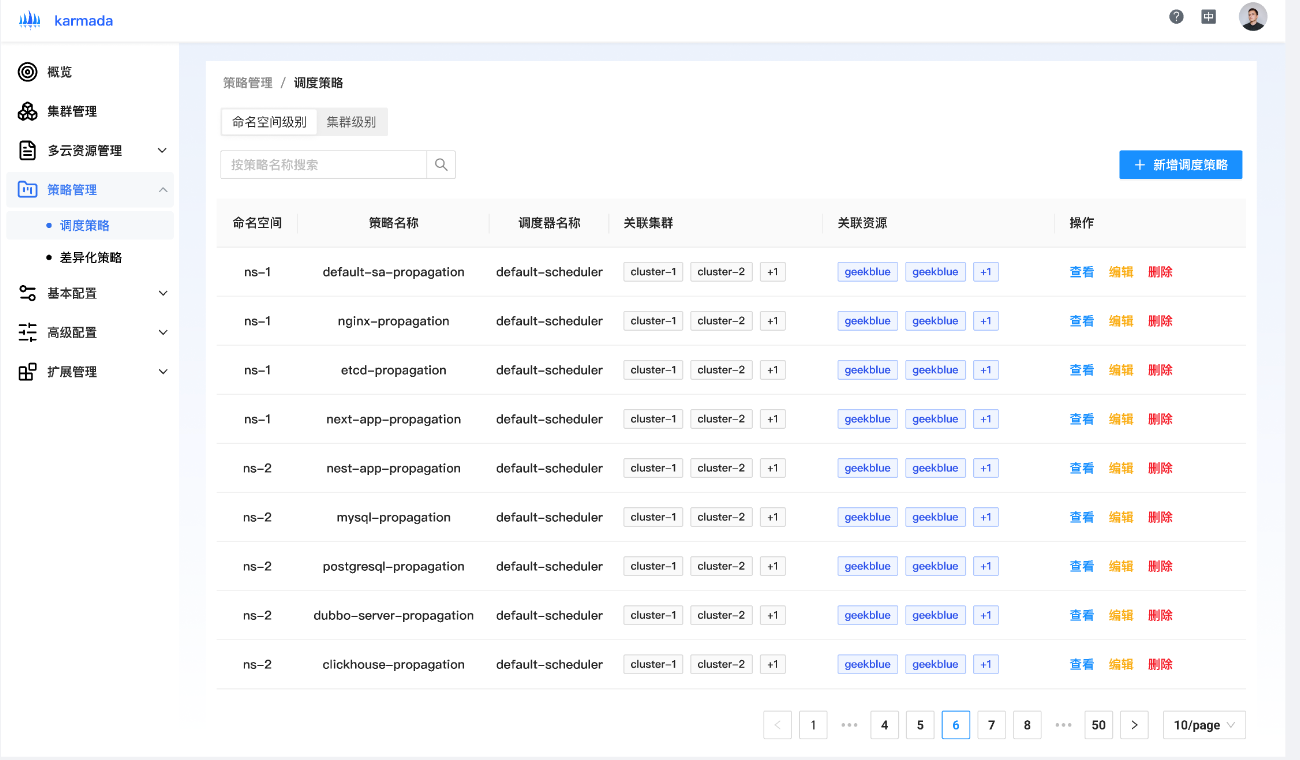 karmada
中
概览
集群管理
多云资源管理
策略管理
调度策略
差异化策略
基本配置
高级配置
扩展管理
策略管理 / 调度策略
命名空间级别 集群级别
按策略名称搜索
+ 新增调度策略
命名空间 策略名称 调度器名称 关联集群 关联资源 操作
ns-1 default-sa-propagation default-scheduler cluster-1 cluster-2 +1 geekblue geekblue +1 查看 编辑 删除
ns-1 nginx-propagation default-scheduler cluster-1 cluster-2 +1 geekblue geekblue +1 查看 编辑 删除
ns-1 etcd-propagation default-scheduler cluster-1 cluster-2 +1 geekblue geekblue +1 查看 编辑 删除
ns-1 next-app-propagation default-scheduler cluster-1 cluster-2 +1 geekblue geekblue +1 查看 编辑 删除
ns-2 nest-app-propagation default-scheduler cluster-1 cluster-2 +1 geekblue geekblue +1 查看 编辑 删除
ns-2 mysql-propagation default-scheduler cluster-1 cluster-2 +1 geekblue geekblue +1 查看 编辑 删除
ns-2 postgresql-propagation default-scheduler cluster-1 cluster-2 +1 geekblue geekblue +1 查看 编辑 删除
ns-2 dubbo-server-propagation default-scheduler cluster-1 cluster-2 +1 geekblue geekblue +1 查看 编辑 删除
ns-2 clickhouse-propagation default-scheduler cluster-1 cluster-2 +1 geekblue geekblue +1 查看 编辑 删除
< 1 ••• 4 5 6 7 8 ••• 50 > 10/page